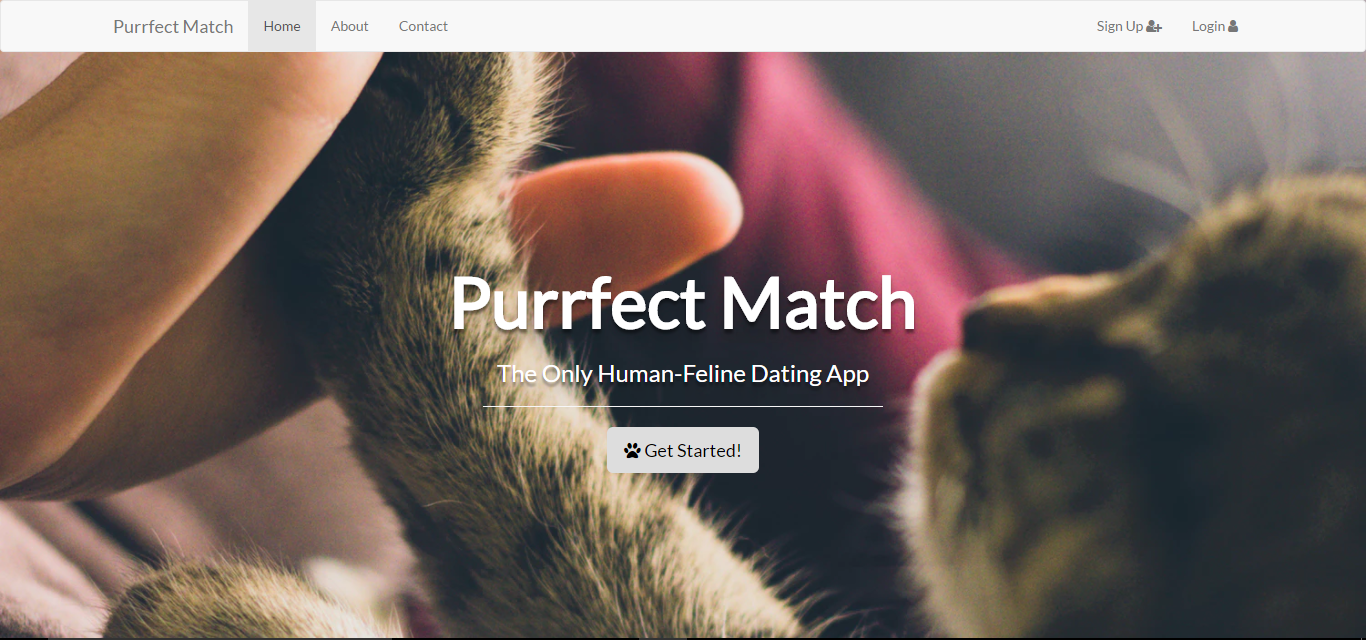 Purrfect Match Home About Contact Sign Up Login
Purrfect Match
The Only Human-Feline Dating App
Get Started!